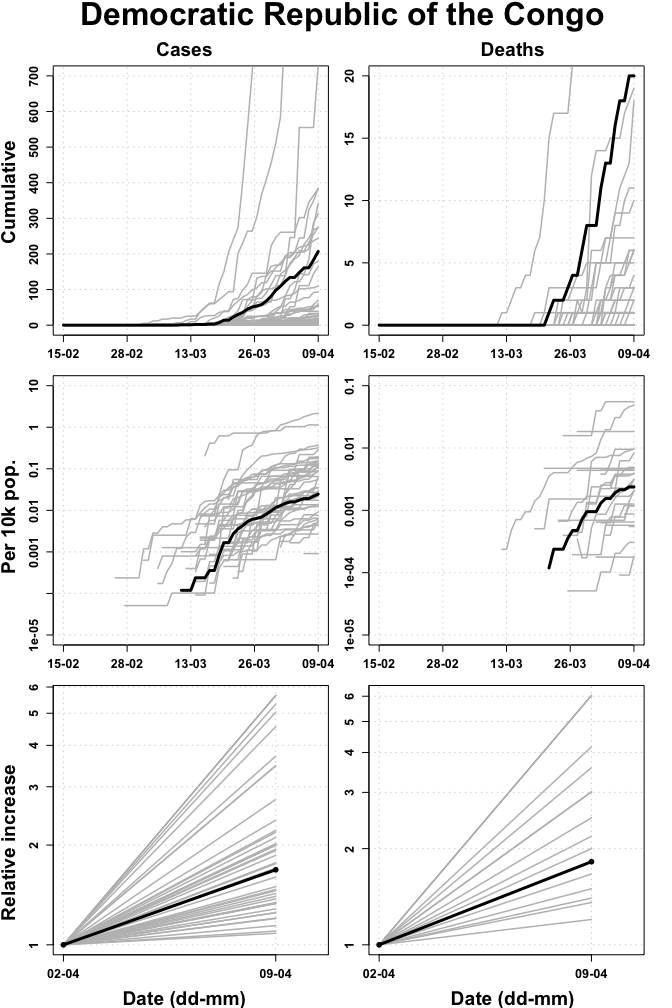 Democratic Republic of the Congo
Cases
Deaths
Cumulative
700
600
500
400
300
200
100
0
15-02 28-02 13-03 26-03 09-04
20
15
10
5
0
15-02 28-02 13-03 26-03 09-04
Per 10k pop.
10
1
0.1
0.01
0.001
1e-05
15-02 28-02 13-03 26-03 09-04
0.1
0.01
0.001
1e-04
1e-05
15-02 28-02 13-03 26-03 09-04
Relative increase
6
5
4
3
2
1
02-04 09-04
Date (dd-mm)
6
5
4
3
2
1
02-04 09-04
Date (dd-mm)